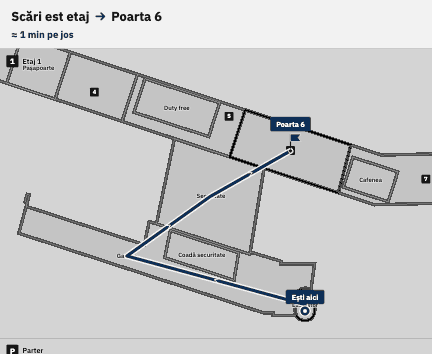 Scări est etaj → Poarta 6
≈ 1 min pe jos
1 Etaj 1
Pașapoarte
4
Duty free
5
Poarta 6
Cafenea
7
Coadă securitate
Ești aici
P Parter